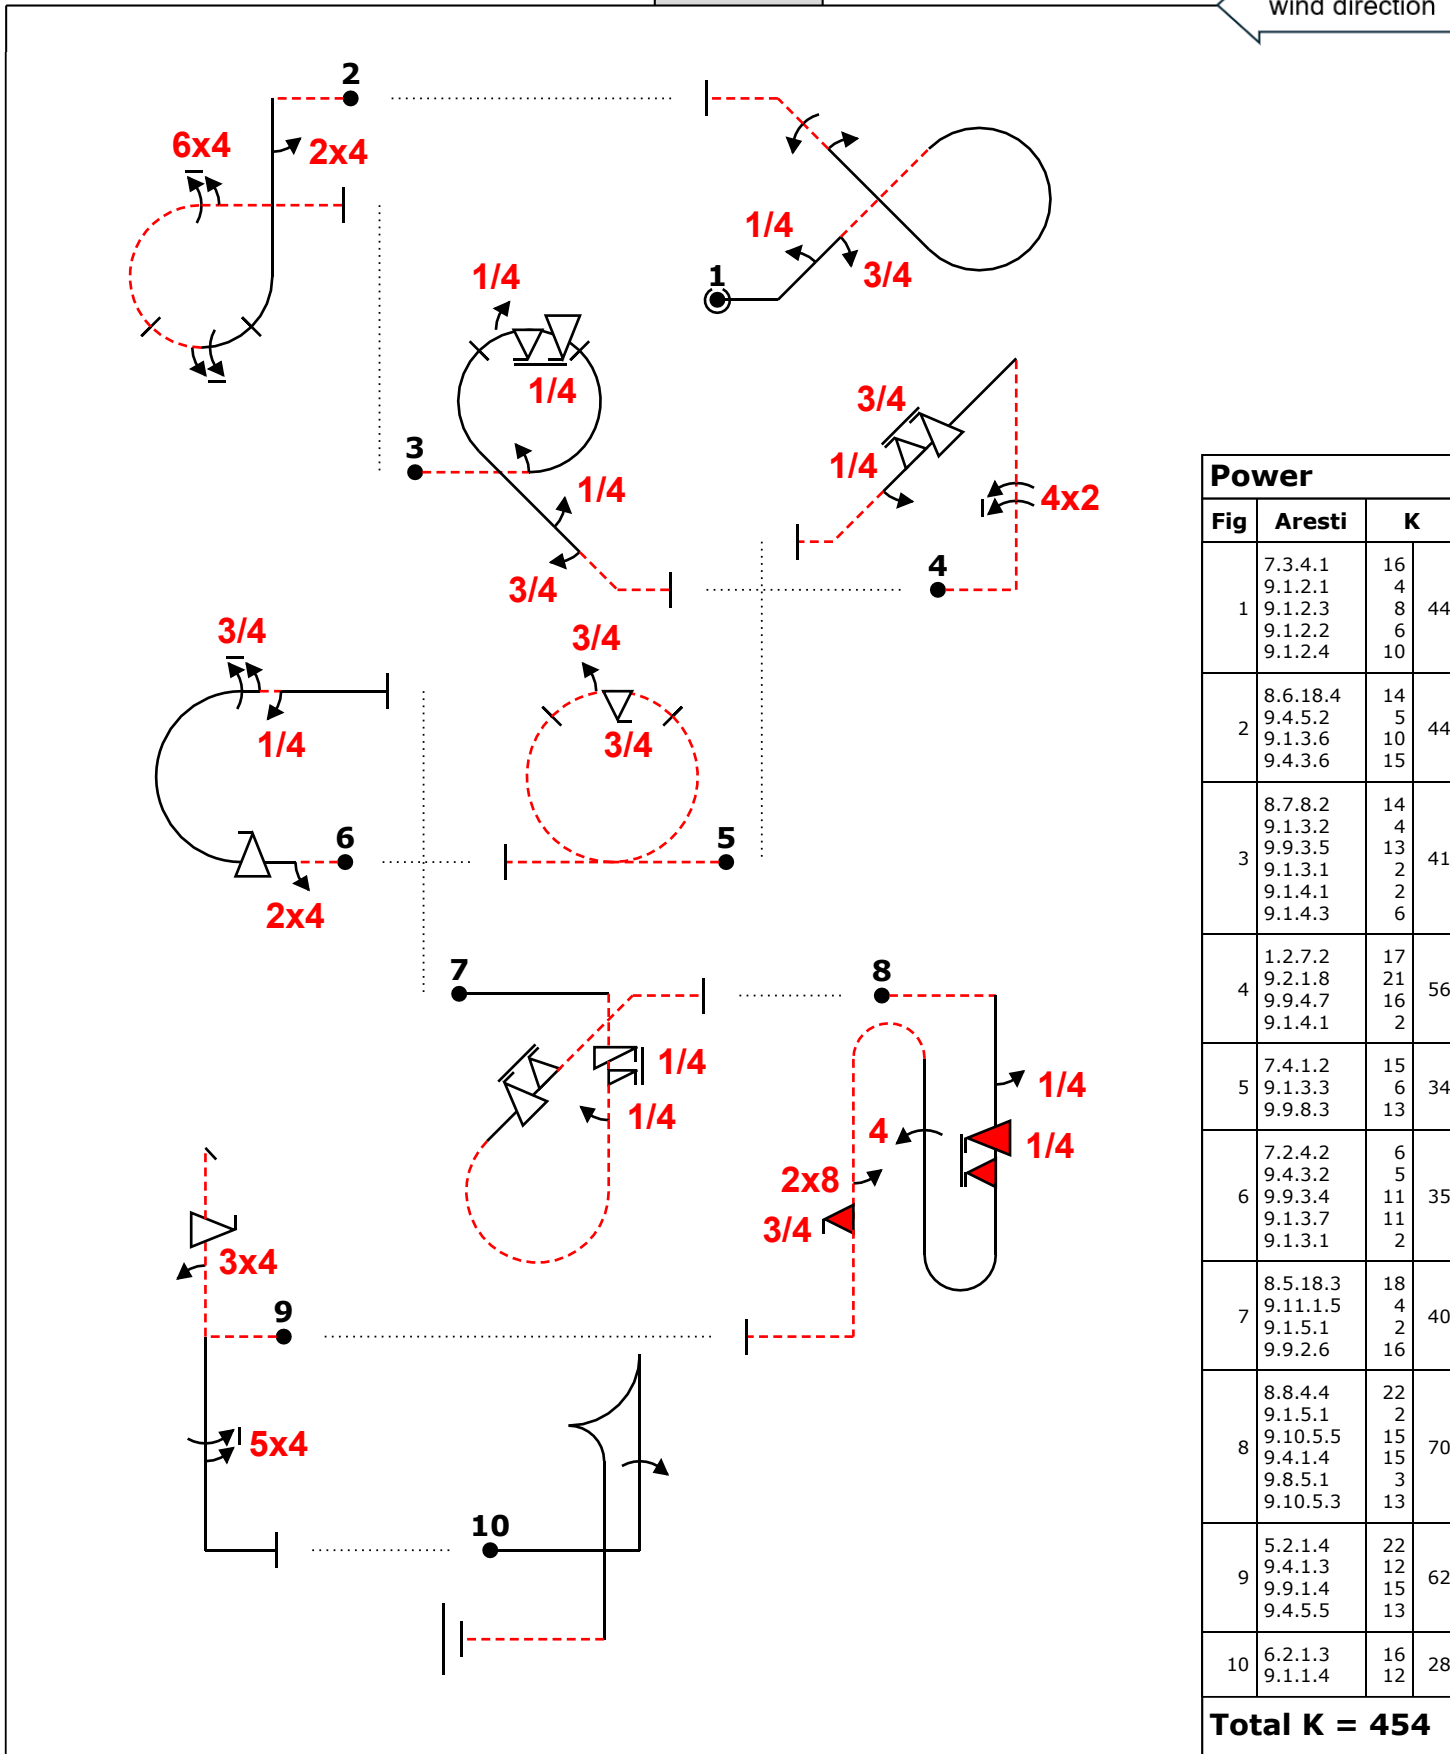 wind direction
2
6x4
2x4
1/4
3/4
1
1/4
1/4
3
1/4
3/4
3/4
1/4
4x2
4
3/4
1/4
2x4
6
3/4
3/4
5
7
1/4
1/4
8
1/4
1/4
4
2x8
3/4
3x4
9
5x4
10
Power
Fig Aresti K
1 7.3.4.1 16 44
9.1.2.1 4
9.1.2.3 8
9.1.2.2 6
9.1.2.4 10
2 8.6.18.4 14 44
9.4.5.2 5
9.1.3.6 10
9.4.3.6 15
3 8.7.8.2 14 41
9.1.3.2 4
9.9.3.5 13
9.1.3.1 2
9.1.4.1 2
9.1.4.3 6
4 1.2.7.2 17 56
9.2.1.8 21
9.9.4.7 16
9.1.4.1 2
5 7.4.1.2 15 34
9.1.3.3 6
9.9.8.3 13
6 7.2.4.2 6 35
9.4.3.2 5
9.9.3.4 11
9.1.3.7 11
9.1.3.1 2
7 8.5.18.3 18 40
9.11.1.5 4
9.1.5.1 2
9.9.2.6 16
8 8.8.4.4 22 70
9.1.5.1 2
9.10.5.5 15
9.4.1.4 15
9.8.5.1 3
9.10.5.3 13
9 5.2.1.4 22 62
9.4.1.3 12
9.9.1.4 15
9.4.5.5 13
10 6.2.1.3 16 28
9.1.1.4 12
Total K = 454